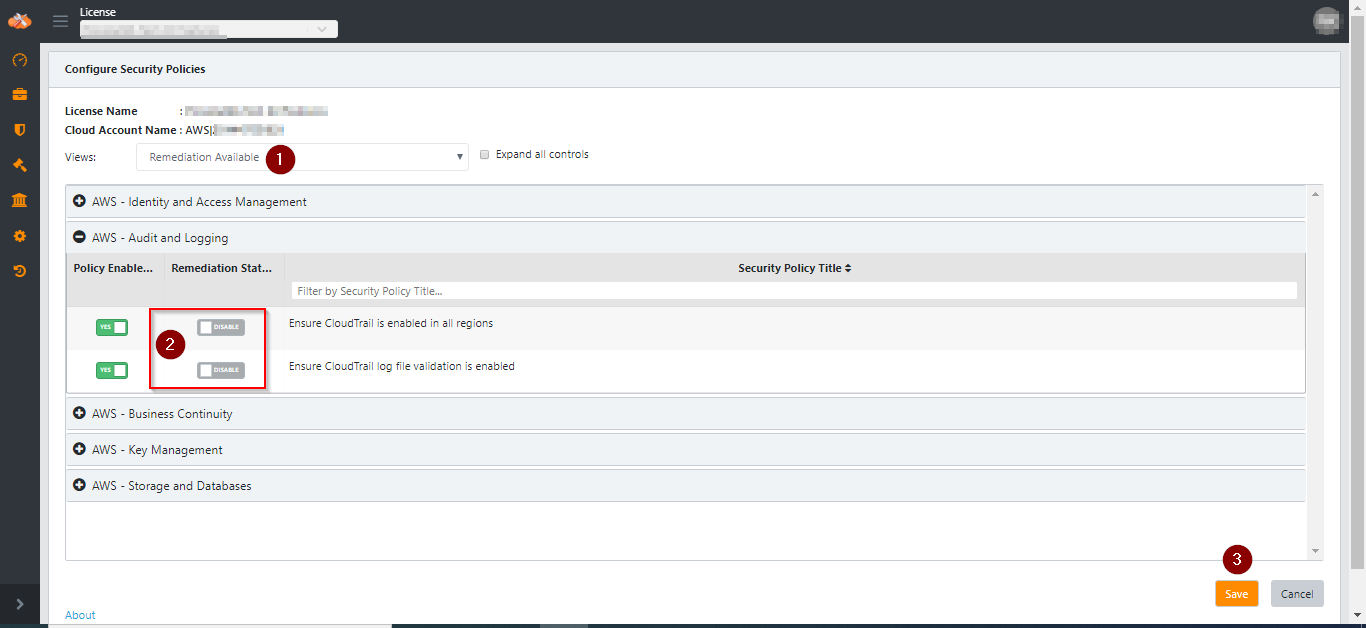 License
Configure Security Policies
License Name :
Cloud Account Name : AWS|
Views: Remediation Available 1 Expand all controls
AWS - Identity and Access Management
AWS - Audit and Logging
Policy Enable... Remediation Stat... Security Policy Title
Filter by Security Policy Title...
YES DISABLE Ensure CloudTrail is enabled in all regions
2
YES DISABLE Ensure CloudTrail log file validation is enabled
AWS - Business Continuity
AWS - Key Management
AWS - Storage and Databases
3
Save Cancel
About